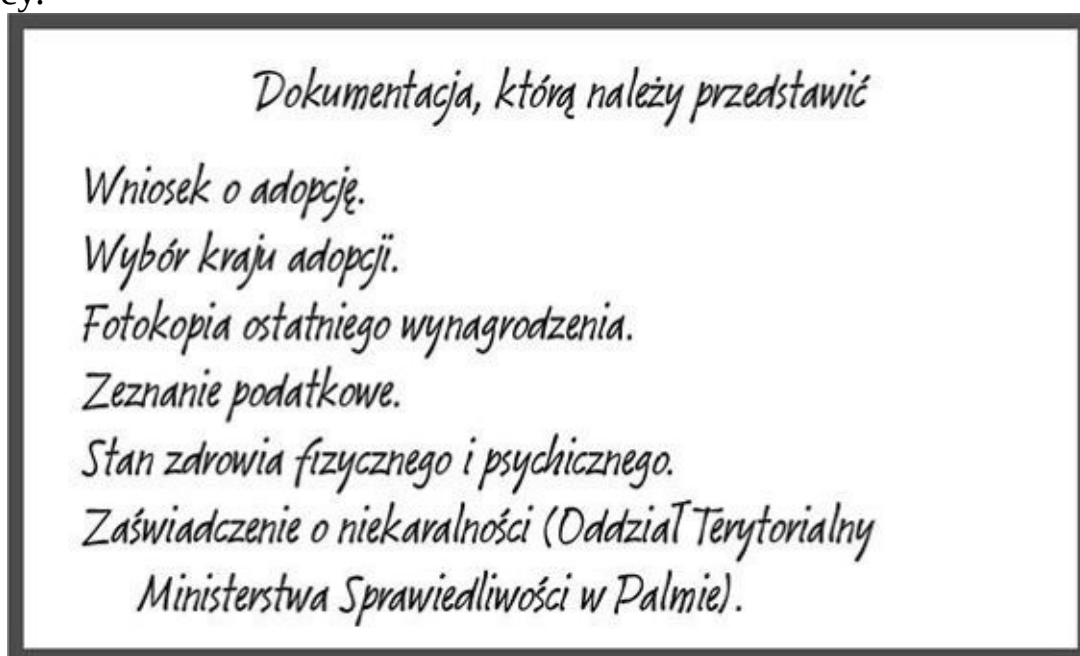 cy.
Dokumentacja, którą należy przedstawić
Wniosek o adopcję.
Wybór kraju adopcji.
Fotokopia ostatniego wynagrodzenia.
Zeznanie podatkowe.
Stan zdrowia fizycznego i psychicznego.
Zaświadczenie o niekaralności (Oddział Terytorialny
Ministerstwa Sprawiedliwości w Palmie).